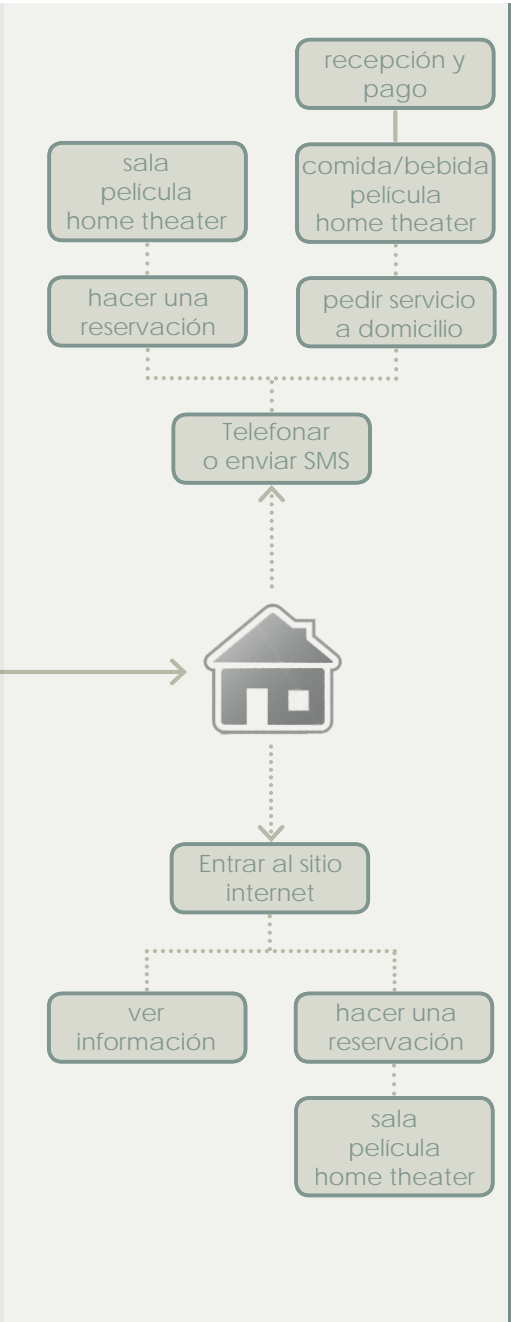 recepción y
pago
sala
película
home theater
comida/bebida
película
home theater
hacer una
reservación
pedir servicio
a domicilio
Telefonar
o enviar SMS
Entrar al sitio
internet
ver
información
hacer una
reservación
sala
película
home theater